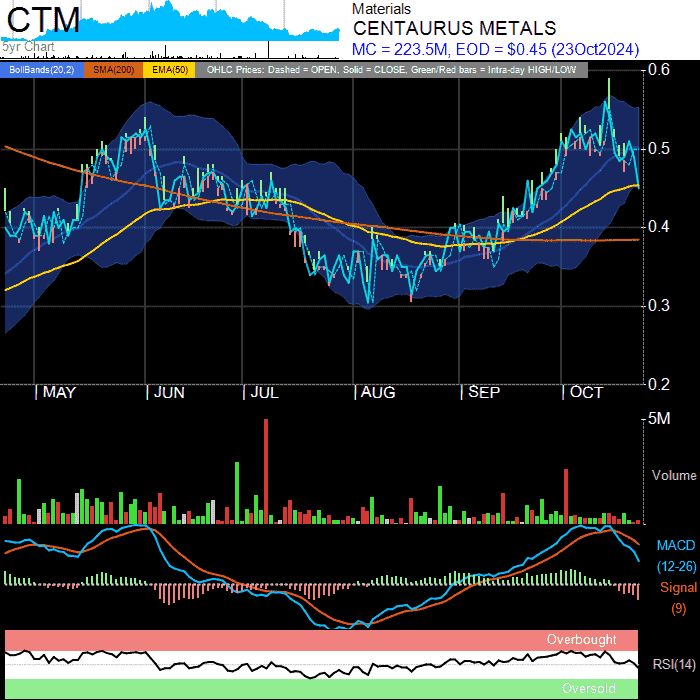 CTM
5yr Chart
Materials
CENTAURUS METALS
MC = 223.5M, EOD = $0.45 (23Oct2024)
BollBands(20,2) SMA(200) EMA(50) OHLC Prices: Dashed = OPEN, Solid = CLOSE, Green/Red bars = Intra-day HIGH/LOW
0.6
0.5
0.4
0.3
0.2
MAY JUN JUL AUG SEP OCT
5M
Volume
MACD
(12-26)
Signal
(9)
Overbought
RSI(14)
Oversold